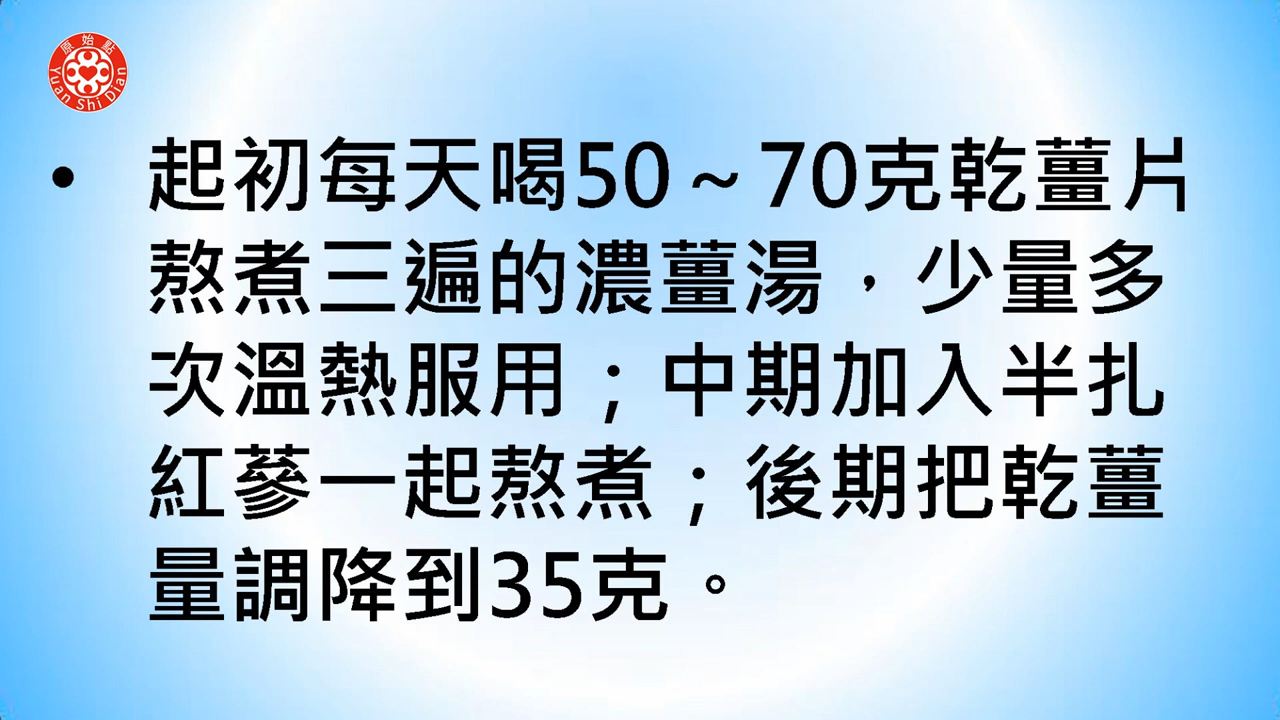 原始點
Yuan Shi Dian
• 起初每天喝50～70克乾薑片
熬煮三遍的濃薑湯，少量多
次溫熱服用；中期加入半扎
紅蔘一起熬煮；後期把乾薑
量調降到35克。